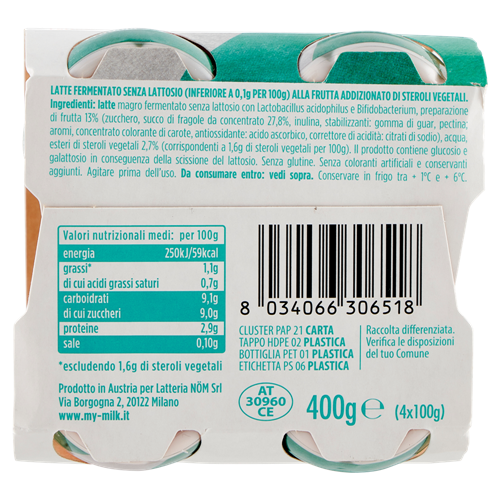 LATTE FERMENTATO SENZA LATTOSIO (INFERIORE A 0,1g PER 100g) ALLA FRUTTA ADDIZIONATO DI STEROLI VEGETALI.
Ingredienti: latte magro fermentato senza lattosio con Lactobacillus acidophilus e Bifidobacterium, preparazione
di frutta 13% (zucchero, succo di fragole da concentrato 27,8%, inulina, stabilizzanti: gomma di guar, pectina;
aromi, concentrato colorante di carote, antiossidante: acido ascorbico, correttore di acidità: citrati di sodio), acqua,
esteri di steroli vegetali 2,7% (corrispondenti a 1,6g di steroli vegetali per 100g). Il prodotto contiene glucosio e
galattosio in conseguenza della scissione del lattosio. Senza glutine. Senza coloranti artificiali e conservanti
aggiunti. Agitare prima dell'uso. Da consumare entro: vedi sopra. Conservare in frigo tra + 1°C e + 6°C.
Valori nutrizionali medi: per 100g
energia 250kJ/59kcal
grassi* 1,1g
di cui acidi grassi saturi 0,7g
carboidrati 9,1g
di cui zuccheri 9,0g
proteine 2,9g
sale 0,10g
*escludendo 1,6g di steroli vegetali
Prodotto in Austria per Latteria NÖM Srl
Via Borgogna 2, 20122 Milano
www.my-milk.it
8 034066 306518
CLUSTER PAP 21 CARTA
TAPPO HDPE 02 PLASTICA
BOTTIGLIA PET 01 PLASTICA
ETICHETTA PS 06 PLASTICA
Raccolta differenziata.
Verifica le disposizioni
del tuo Comune
AT
30960
CE
400g e (4x100g)